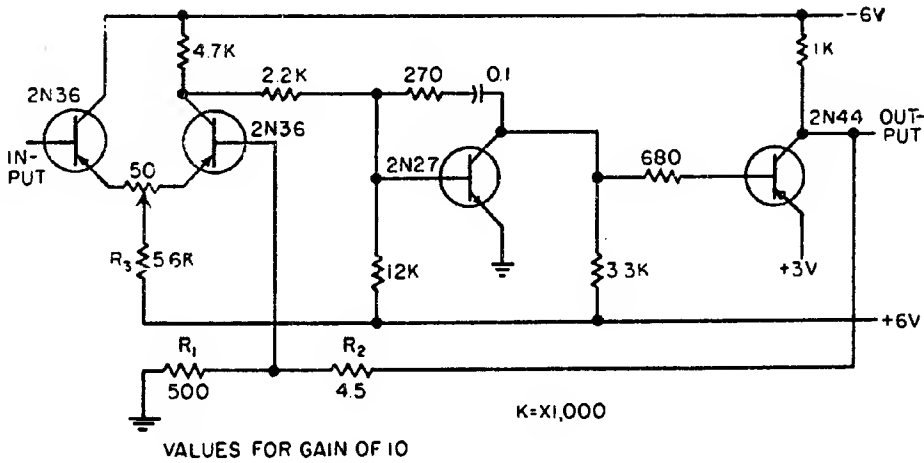 -6V
4.7K
1K
2.2K
270
0.1
2N36
2N36
2N44
OUT-
PUT
IN-
PUT
50
2N27
680
R3
5.6K
12K
3.3K
+3V
+6V
R1
500
R2
4.5
K=X1,000
VALUES FOR GAIN OF 10